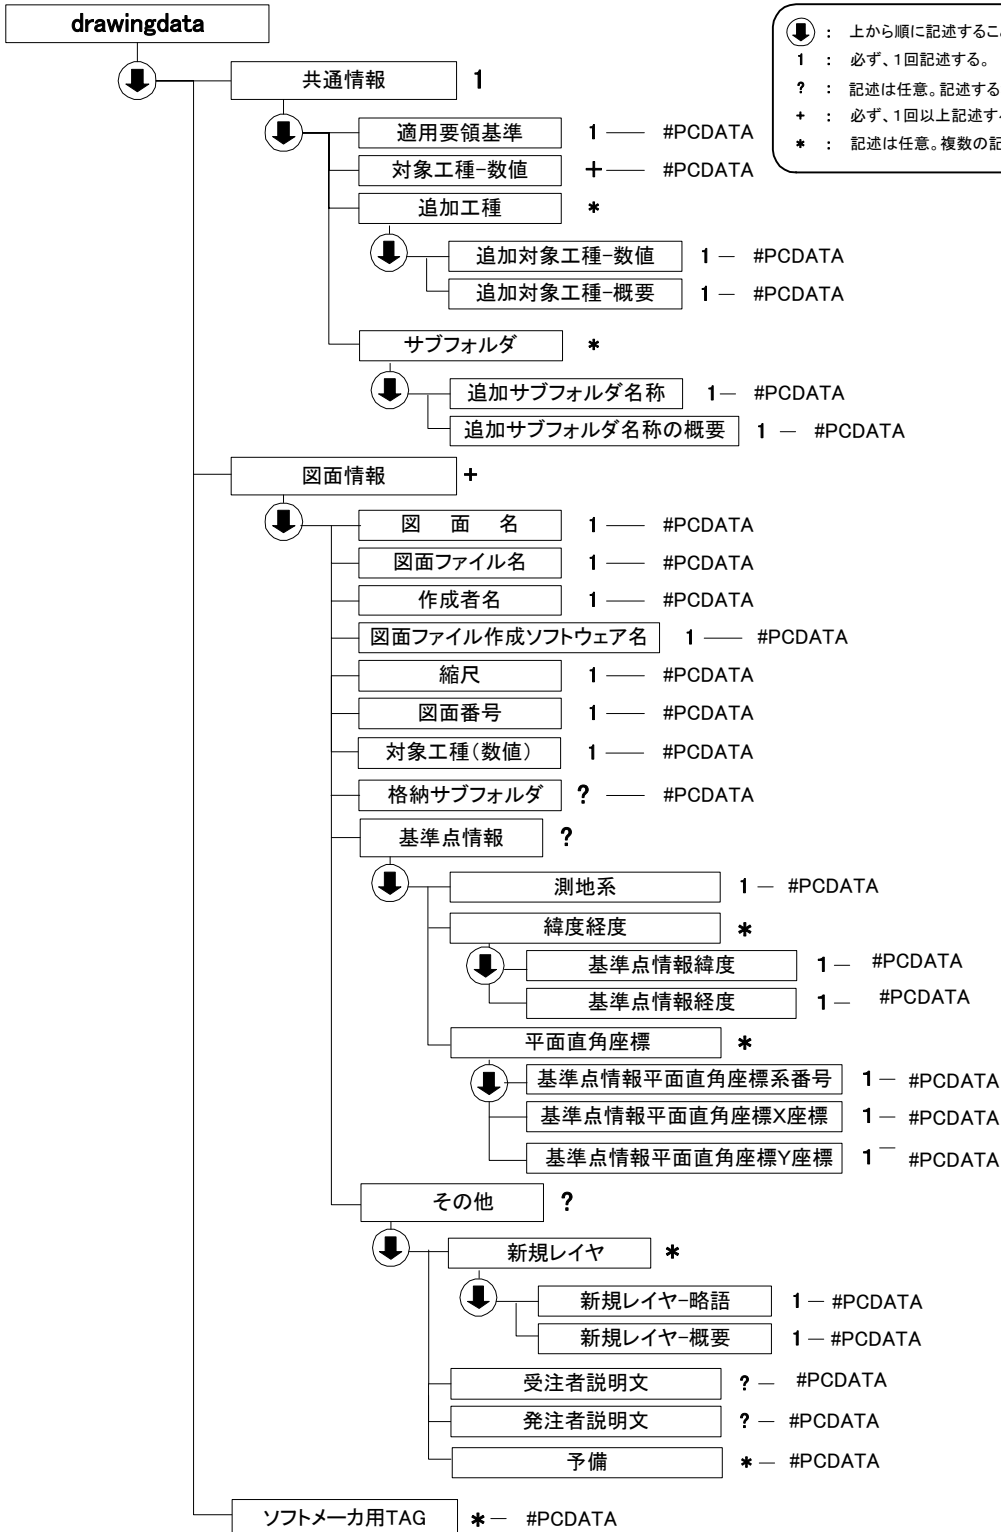 drawingdata
上から順に記述するこ
1 : 必ず、1回記述する。
? : 記述は任意。記述する
+ : 必ず、1回以上記述す
* : 記述は任意。複数の記
共通情報 1
適用要領基準 1 — #PCDATA
対象工種-数値 + — #PCDATA
追加工種 *
追加対象工種-数値 1 — #PCDATA
追加対象工種-概要 1 — #PCDATA
サブフォルダ *
追加サブフォルダ名称 1 — #PCDATA
追加サブフォルダ名称の概要 1 — #PCDATA
図面情報 +
図 面 名 1 — #PCDATA
図面ファイル名 1 — #PCDATA
作成者名 1 — #PCDATA
図面ファイル作成ソフトウェア名 1 — #PCDATA
縮尺 1 — #PCDATA
図面番号 1 — #PCDATA
対象工種(数値) 1 — #PCDATA
格納サブフォルダ ? — #PCDATA
基準点情報 ?
測地系 1 — #PCDATA
緯度経度 *
基準点情報緯度 1 — #PCDATA
基準点情報経度 1 — #PCDATA
平面直角座標 *
基準点情報平面直角座標系番号 1 — #PCDATA
基準点情報平面直角座標X座標 1 — #PCDATA
基準点情報平面直角座標Y座標 1 — #PCDATA
その他 ?
新規レイヤ *
新規レイヤ-略語 1 — #PCDATA
新規レイヤ-概要 1 — #PCDATA
受注者説明文 ? — #PCDATA
発注者説明文 ? — #PCDATA
予備 * — #PCDATA
ソフトメーカ用TAG * — #PCDATA